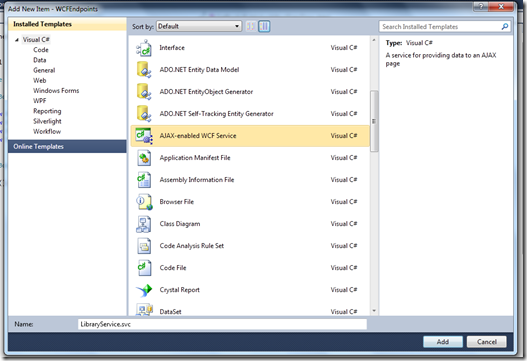 Add New Item - WCFEndpoints
Installed Templates
Visual C#
Code
Data
General
Web
Windows Forms
WPF
Reporting
Silverlight
Workflow
Online Templates
Sort by: Default
Interface Visual C#
ADO.NET Entity Data Model Visual C#
ADO.NET EntityObject Generator Visual C#
ADO.NET Self-Tracking Entity Generator Visual C#
AJAX-enabled WCF Service Visual C#
Application Manifest File Visual C#
Assembly Information File Visual C#
Browser File Visual C#
Class Diagram Visual C#
Code Analysis Rule Set Visual C#
Code File Visual C#
Crystal Report Visual C#
DataSet Visual C#
Search Installed Templates
Type: Visual C#
A service for providing data to an AJAX
page
Name: LibraryService.svc
Add Cancel